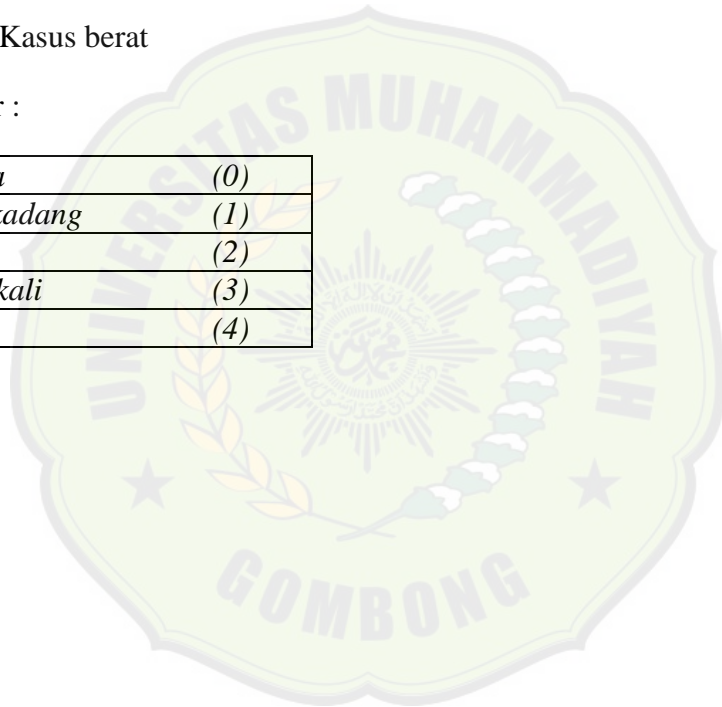 Kasus berat
r :
a (0)
kadang (1)
(2)
kali (3)
(4)
UNIVERSITAS MUHAMMADIYAH
GOMBONG